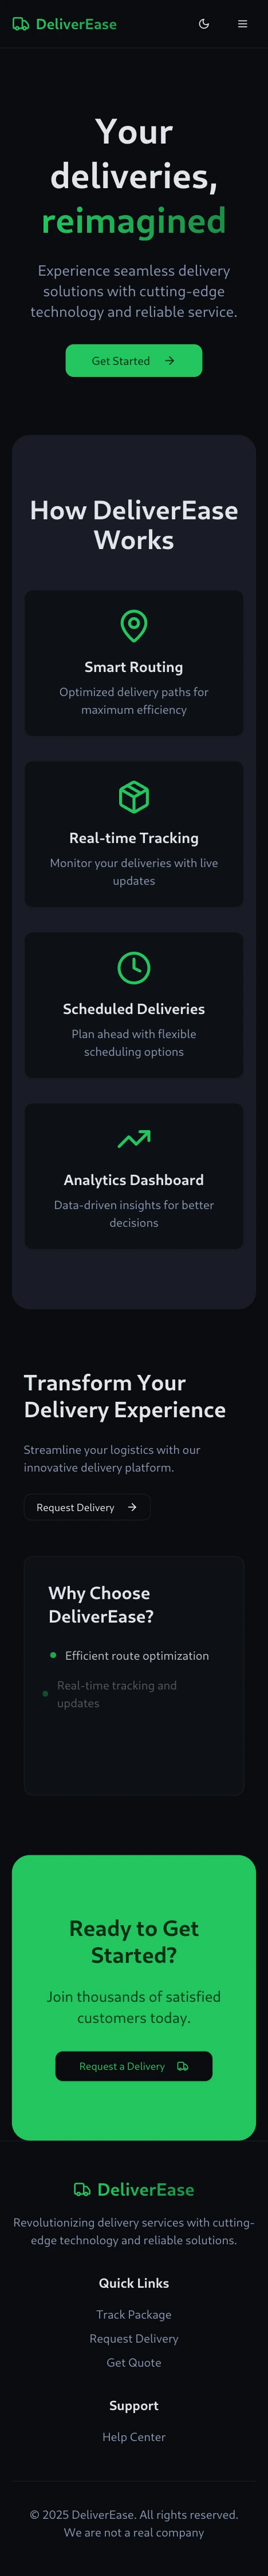 DeliverEase
Your
deliveries,
reimagined
Experience seamless delivery
solutions with cutting-edge
technology and reliable service.
Get Started
How DeliverEase
Works
Smart Routing
Optimized delivery paths for
maximum efficiency
Real-time Tracking
Monitor your deliveries with live
updates
Scheduled Deliveries
Plan ahead with flexible
scheduling options
Analytics Dashboard
Data-driven insights for better
decisions
Transform Your
Delivery Experience
Streamline your logistics with our
innovative delivery platform.
Request Delivery
Why Choose
DeliverEase?
Efficient route optimization
Real-time tracking and
updates
Ready to Get
Started?
Join thousands of satisfied
customers today.
Request a Delivery
DeliverEase
Revolutionizing delivery services with cutting-
edge technology and reliable solutions.
Quick Links
Track Package
Request Delivery
Get Quote
Support
Help Center
© 2025 DeliverEase. All rights reserved.
We are not a real company